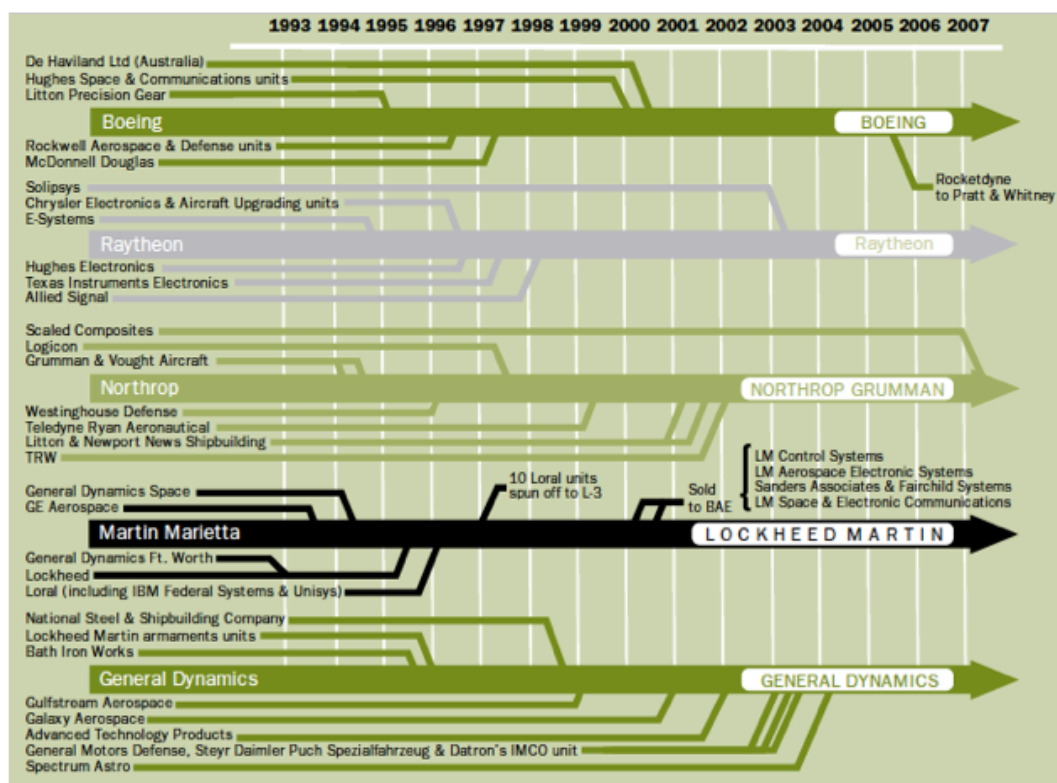 1993 1994 1995 1996 1997 1998 1999 2000 2001 2002 2003 2004 2005 2006 2007
De Haviland Ltd (Australia)
Hughes Space & Communications units
Litton Precision Gear
Boeing
BOEING
Rockwell Aerospace & Defense units
McDonnell Douglas
Rocketdyne
to Pratt & Whitney
Solipsys
Chrysler Electronics & Aircraft Upgrading units
E-Systems
Raytheon
Raytheon
Hughes Electronics
Texas Instruments Electronics
Allied Signal
Scaled Composites
Logicon
Grumman & Vought Aircraft
Northrop
NORTHROP GRUMMAN
Westinghouse Defense
Teledyne Ryan Aeronautical
Litton & Newport News Shipbuilding
TRW
10 Loral units
spun off to L-3
Sold
to BAE
LM Control Systems
LM Aerospace Electronic Systems
Sanders Associates & Fairchild Systems
LM Space & Electronic Communications
General Dynamics Space
GE Aerospace
Martin Marietta
LOCKHEED MARTIN
General Dynamics Ft. Worth
Lockheed
Loral (including IBM Federal Systems & Unisys)
National Steel & Shipbuilding Company
Lockheed Martin armaments units
Bath Iron Works
General Dynamics
GENERAL DYNAMICS
Gulfstream Aerospace
Galaxy Aerospace
Advanced Technology Products
General Motors Defense, Steyr Daimler Puch Spezialfahrzeug & Datron's IMCO unit
Spectrum Astro